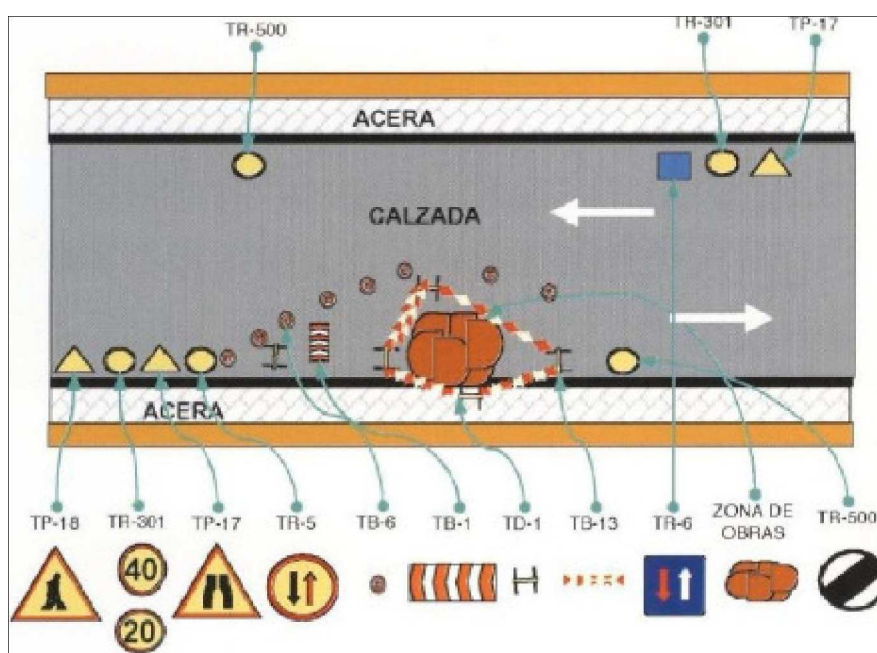 TR-500
TR-301
TP-17
ACERA
CALZADA
ACERA
TP-18
TR-301
TP-17
TR-5
TB-6
TB-1
TD-1
TB-13
TR-6
ZONA DE
OBRAS
TR-500
40
20